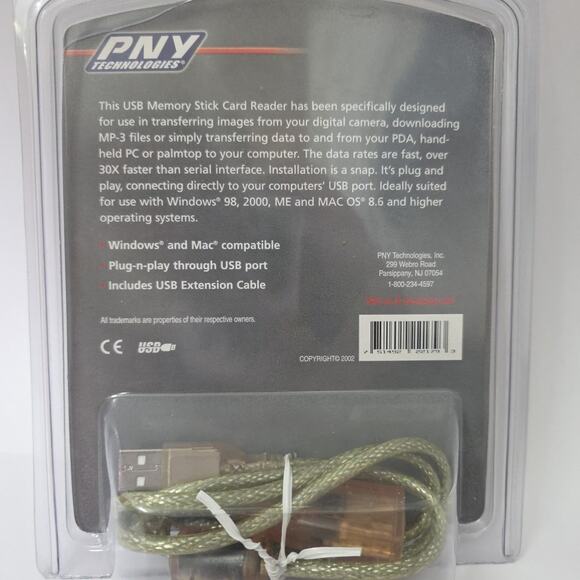 PNY
TECHNOLOGIES®
This USB Memory Stick Card Reader has been specifically designed
for use in transferring images from your digital camera, downloading
MP-3 files or simply transferring data to and from your PDA, hand-
held PC or palmtop to your computer. The data rates are fast, over
30X faster than serial interface. Installation is a snap. It's plug and
play, connecting directly to your computers' USB port. Ideally suited
for use with Windows® 98, 2000, ME and MAC OS® 8.6 and higher
operating systems.
• Windows® and Mac® compatible
• Plug-n-play through USB port
• Includes USB Extension Cable
PNY Technologies, Inc.
299 Webro Road
Parsippany, NJ 07054
1-800-234-4597
All trademarks are properties of their respective owners.
CE USB
COPYRIGHT© 2002
7 51492 22179 3